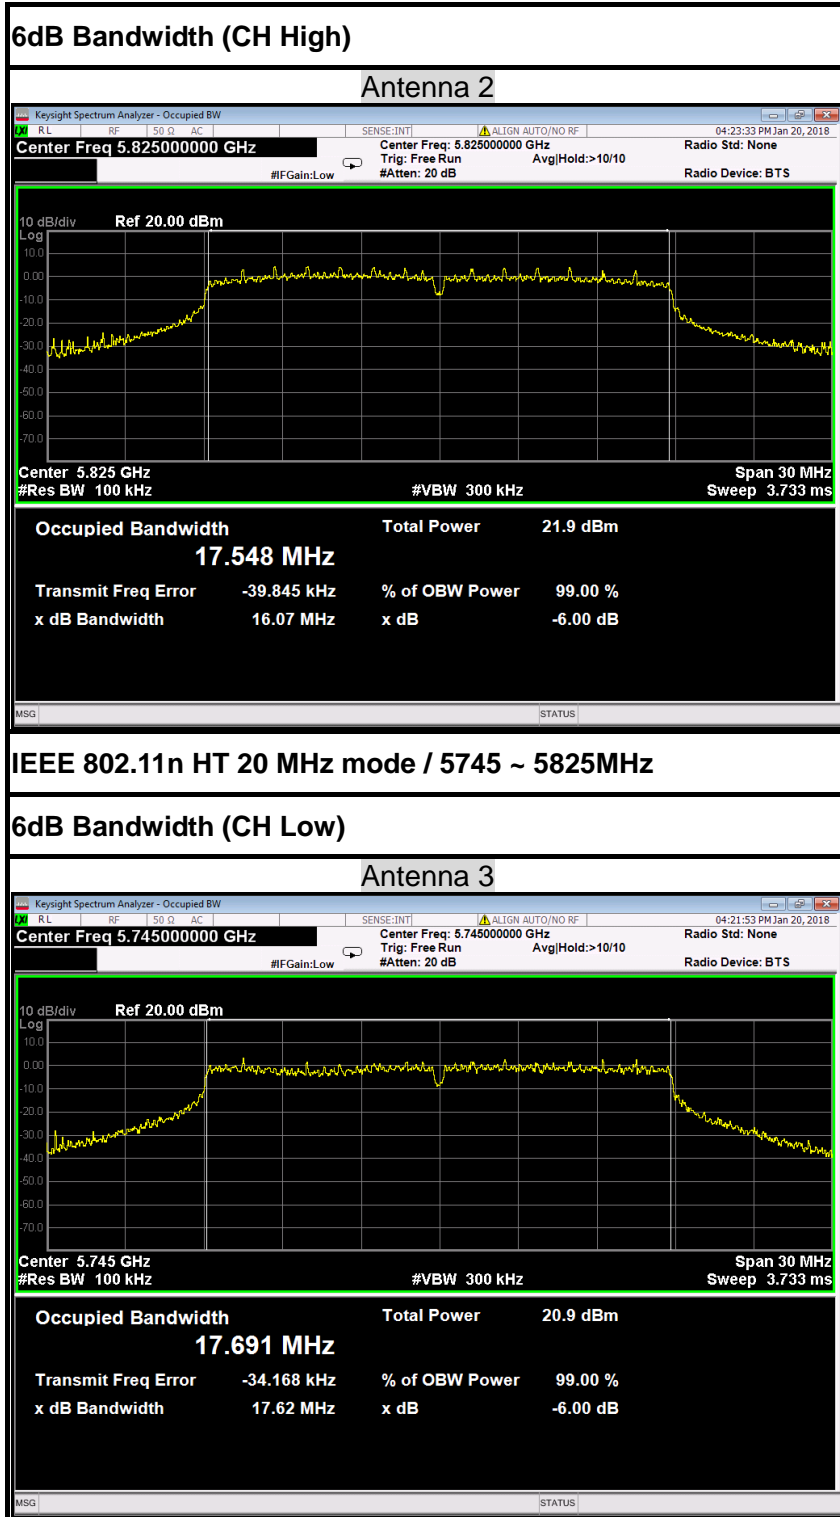 6dB Bandwidth (CH High)
Antenna 2
Keysight Spectrum Analyzer - Occupied BW
LXI RL RF 50 Ω AC SENSE:INT ALIGN AUTO/NO RF 04:23:33 PM Jan 20, 2018
Center Freq 5.825000000 GHz Center Freq: 5.825000000 GHz Radio Std: None
Trig: Free Run Avg|Hold:>10/10
#IFGain:Low #Atten: 20 dB Radio Device: BTS
10 dB/div Ref 20.00 dBm
Log
10.0
0.00
-10.0
-20.0
-30.0
-40.0
-50.0
-60.0
-70.0
Center 5.825 GHz Span 30 MHz
#Res BW 100 kHz #VBW 300 kHz Sweep 3.733 ms
Occupied Bandwidth Total Power 21.9 dBm
17.548 MHz
Transmit Freq Error -39.845 kHz % of OBW Power 99.00 %
x dB Bandwidth 16.07 MHz x dB -6.00 dB
MSG STATUS
IEEE 802.11n HT 20 MHz mode / 5745 ~ 5825MHz
6dB Bandwidth (CH Low)
Antenna 3
Keysight Spectrum Analyzer - Occupied BW
LXI RL RF 50 Ω AC SENSE:INT ALIGN AUTO/NO RF 04:21:53 PM Jan 20, 2018
Center Freq 5.745000000 GHz Center Freq: 5.745000000 GHz Radio Std: None
Trig: Free Run Avg|Hold:>10/10
#IFGain:Low #Atten: 20 dB Radio Device: BTS
10 dB/div Ref 20.00 dBm
Log
10.0
0.00
-10.0
-20.0
-30.0
-40.0
-50.0
-60.0
-70.0
Center 5.745 GHz Span 30 MHz
#Res BW 100 kHz #VBW 300 kHz Sweep 3.733 ms
Occupied Bandwidth Total Power 20.9 dBm
17.691 MHz
Transmit Freq Error -34.168 kHz % of OBW Power 99.00 %
x dB Bandwidth 17.62 MHz x dB -6.00 dB
MSG STATUS